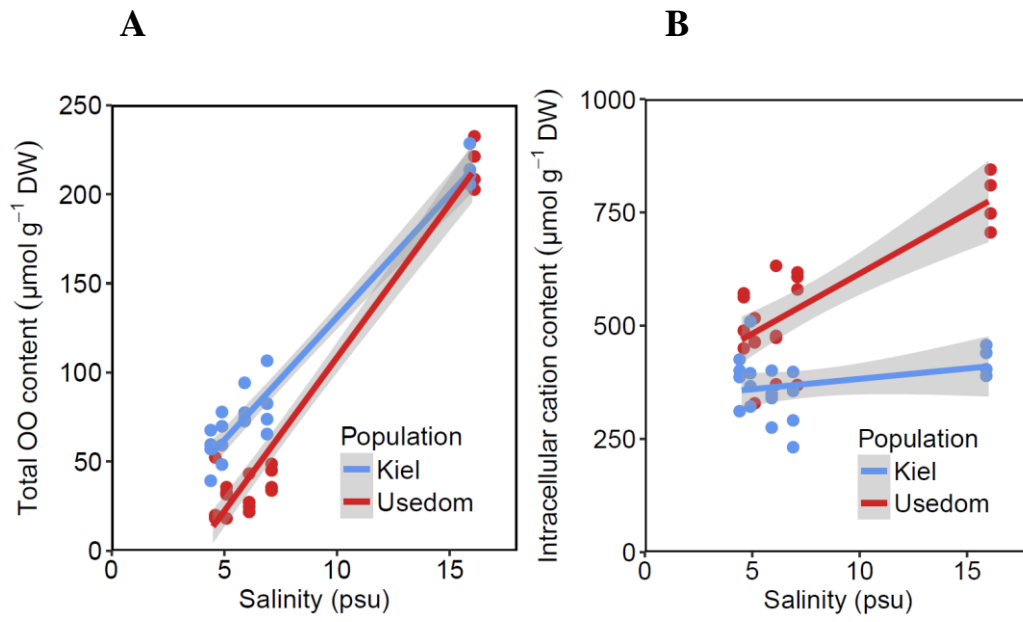 A
B
Total OO content (µmol g⁻¹ DW)
250
200
150
100
50
0
0
5
10
15
Salinity (psu)
Population
Kiel
Usedom
Intracellular cation content (µmol g⁻¹ DW)
1000
750
500
250
0
0
5
10
15
Salinity (psu)
Population
Kiel
Usedom